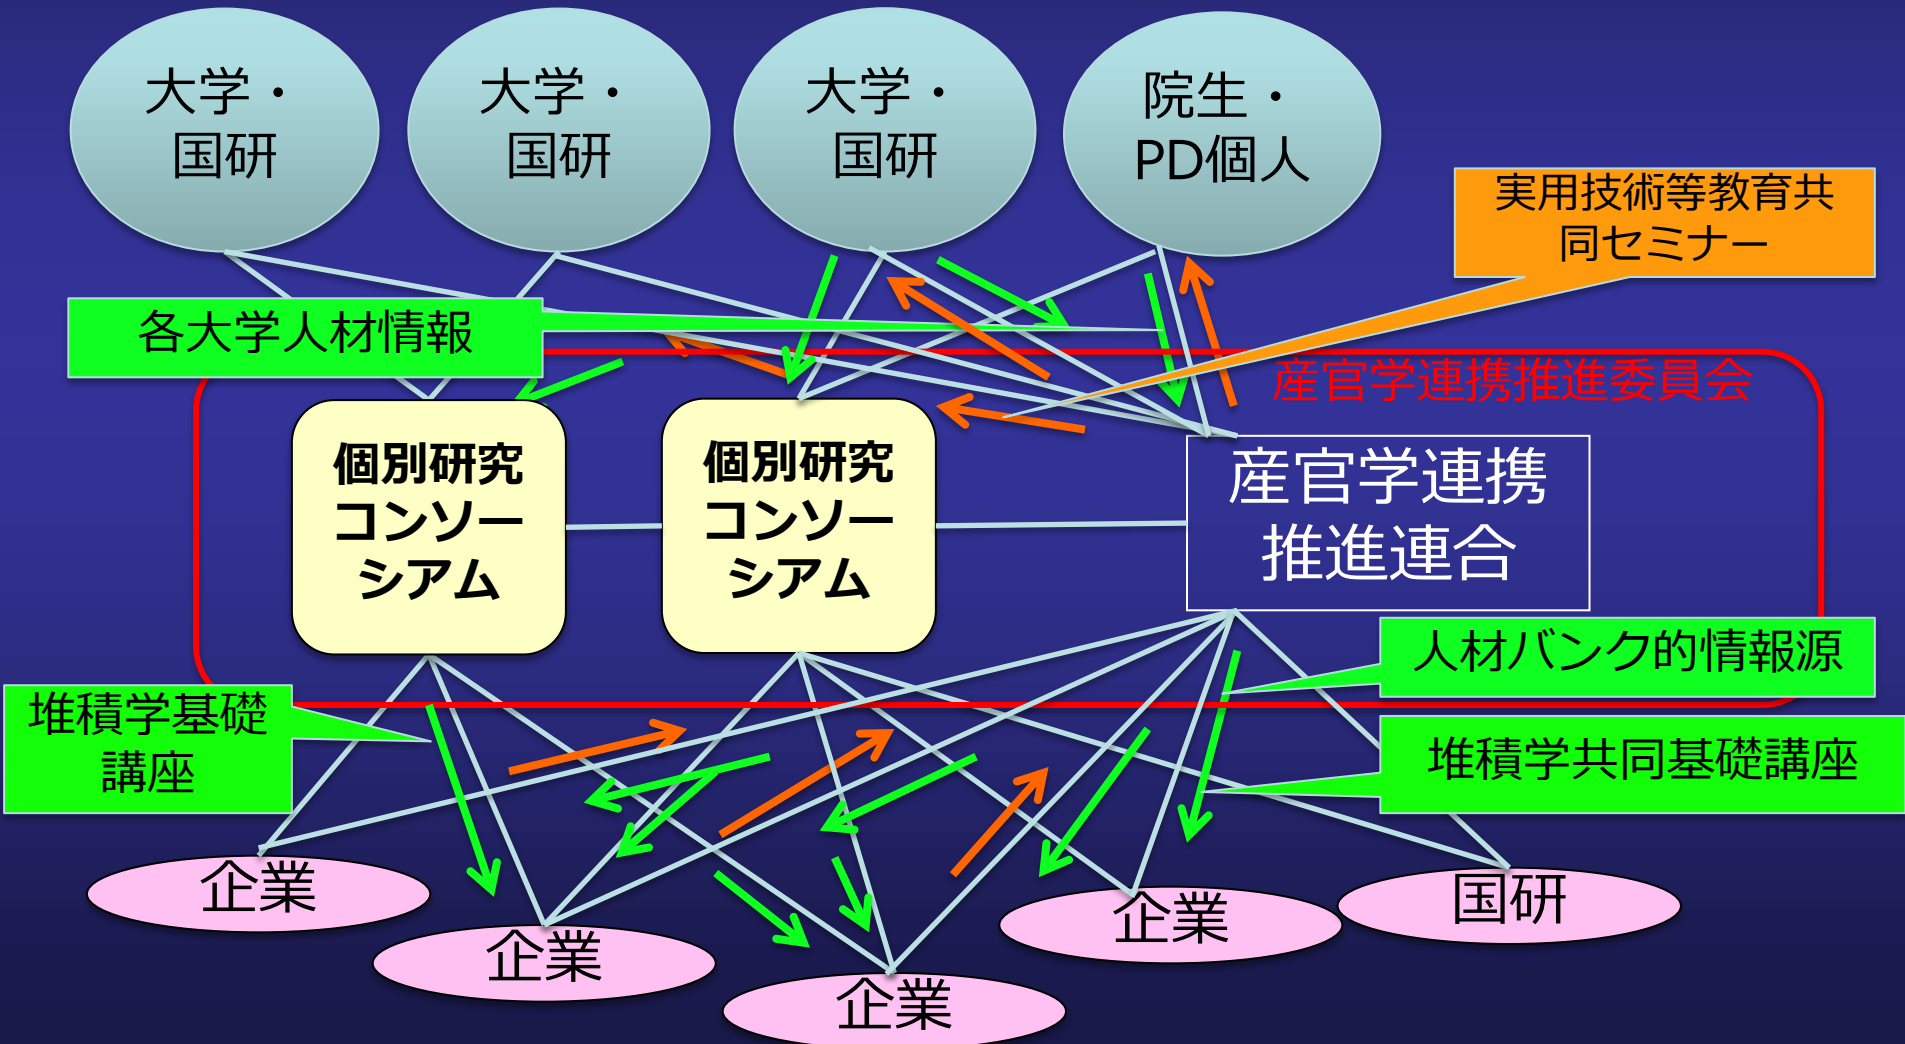 大学・
国研
大学・
国研
大学・
国研
院生・
PD個人
実用技術等教育共
同セミナー
各大学人材情報
産官学連携推進委員会
個別研究
コンソー
シアム
個別研究
コンソー
シアム
産官学連携
推進連合
人材バンク的情報源
堆積学基礎
講座
堆積学共同基礎講座
企業
企業
企業
企業
国研